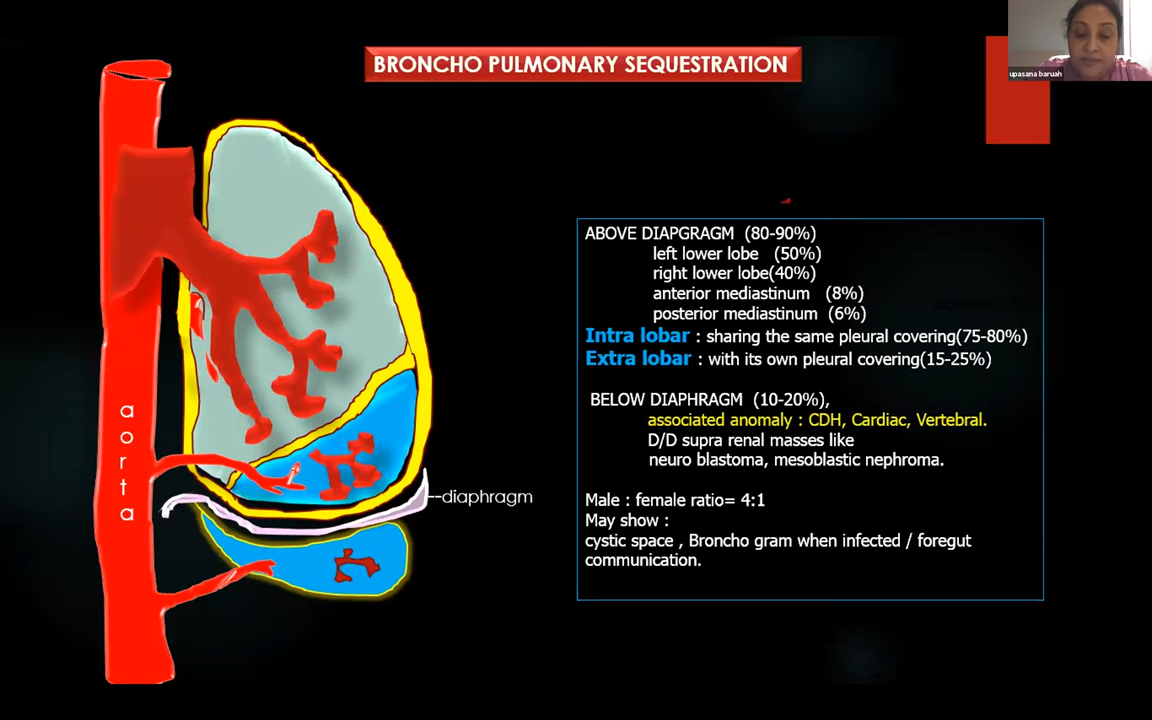 BRONCHO PULMONARY SEQUESTRATION
upasana baruah
ABOVE DIAPGRAGM (80-90%)
left lower lobe (50%)
right lower lobe(40%)
anterior mediastinum (8%)
posterior mediastinum (6%)
Intra lobar : sharing the same pleural covering(75-80%)
Extra lobar : with its own pleural covering(15-25%)
BELOW DIAPHRAGM (10-20%),
associated anomaly : CDH, Cardiac, Vertebral.
D/D supra renal masses like
neuro blastoma, mesoblastic nephroma.
Male : female ratio= 4:1
May show :
cystic space , Broncho gram when infected / foregut
communication.
aorta
--diaphragm